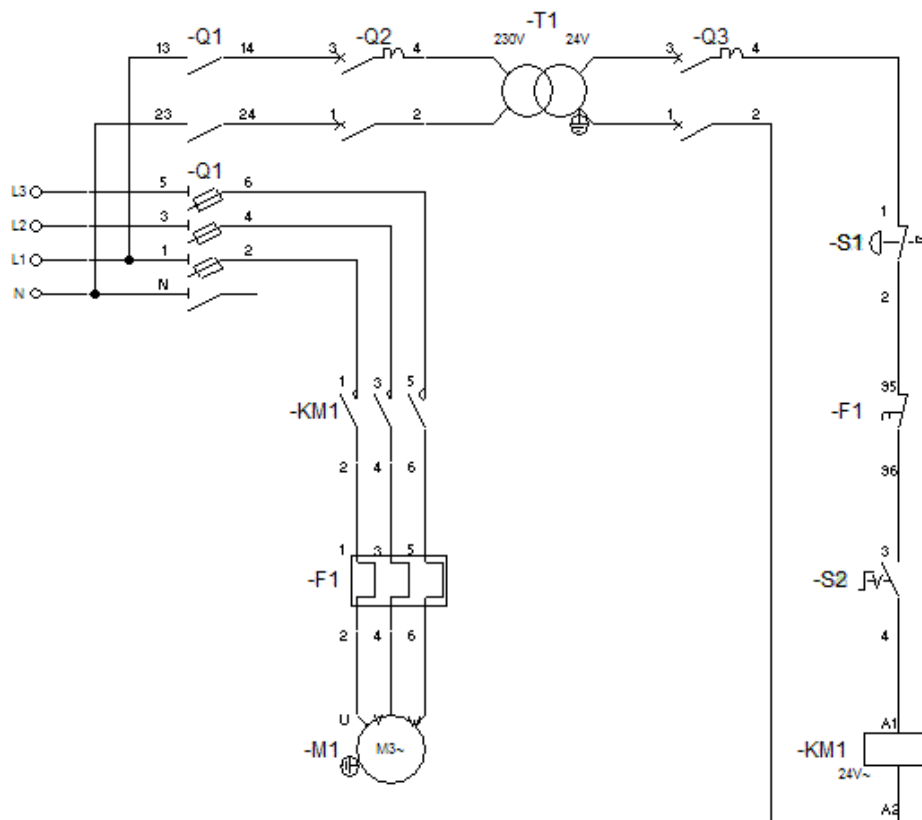 -T1
-Q1 -Q2 230V 24V -Q3
13 14 3 4 3 4
23 24 1 2 1 2
-Q1
L3 5 6
L2 3 4
L1 1 2
N N
1
-S1
2
1 3 5 95
-KM1 -F1
2 4 6 96
1 3 5 3
-F1 -S2
2 4 6 4
U V W A1
-M1 M3~ -KM1
24V~
A2